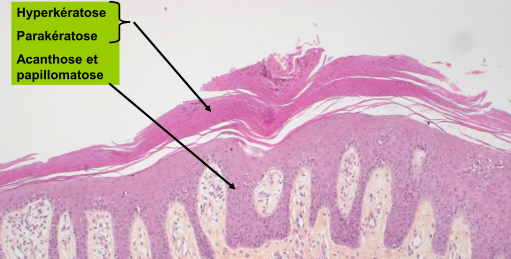 Hyperkératose
Parakératose
Acanthose et
papillomatose